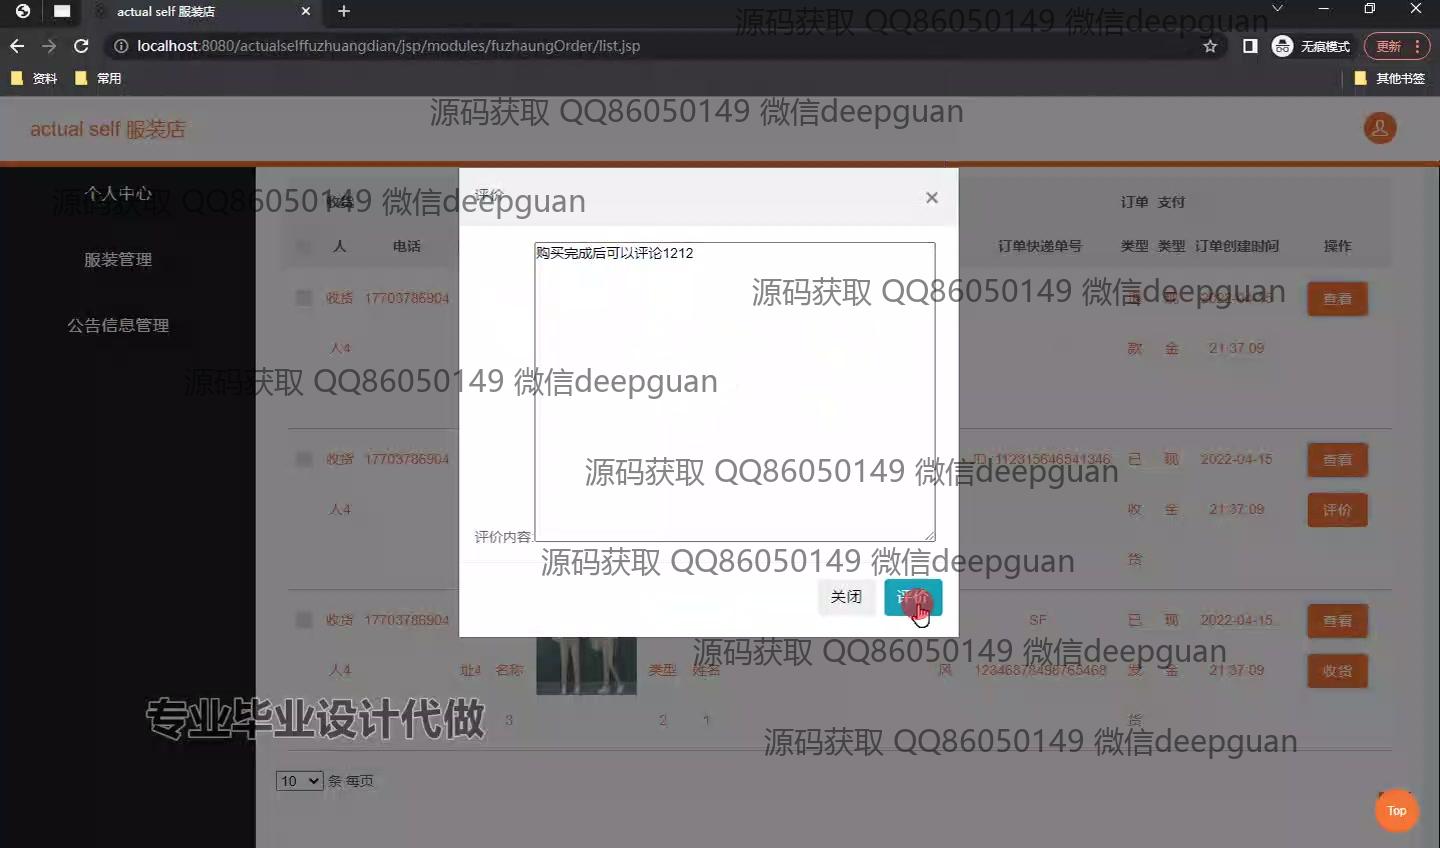 actual self 服装店
localhost:8080/actualselffuzhuangdian/jsp/modules/fuzhaungOrder/list.jsp
无痕模式
更新
资料
常用
其他书签
源码获取 QQ86050149 微信deepguan
源码获取 QQ86050149 微信deepguan
actual self 服装店
个人中心
服装管理
公告信息管理
源码获取 QQ86050149 微信deepguan
评价
收货
人
电话
订单快递单号
订单 支付
类型 类型
订单创建时间
操作
购买完成后可以评论1212
源码获取 QQ86050149 微信deepguan
收货 17703786904
人4
退 现
款 金
21:37:09
查看
源码获取 QQ86050149 微信deepguan
收货 17703786904
人4
JD:112315646541346
已 现 2022-04-15
收 金 21:37:09
货
查看
评价
源码获取 QQ86050149 微信deepguan
评价内容:
源码获取 QQ86050149 微信deepguan
关闭
评价
收货 17703786904
人4
址4 名称
3
类型 姓名
2 1
风
SF
12346878498765468
已 现 2022-04-15
发 金 21:37:09
货
查看
收货
源码获取 QQ86050149 微信deepguan
专业毕业设计代做
源码获取 QQ86050149 微信deepguan
10 条 每页
Top